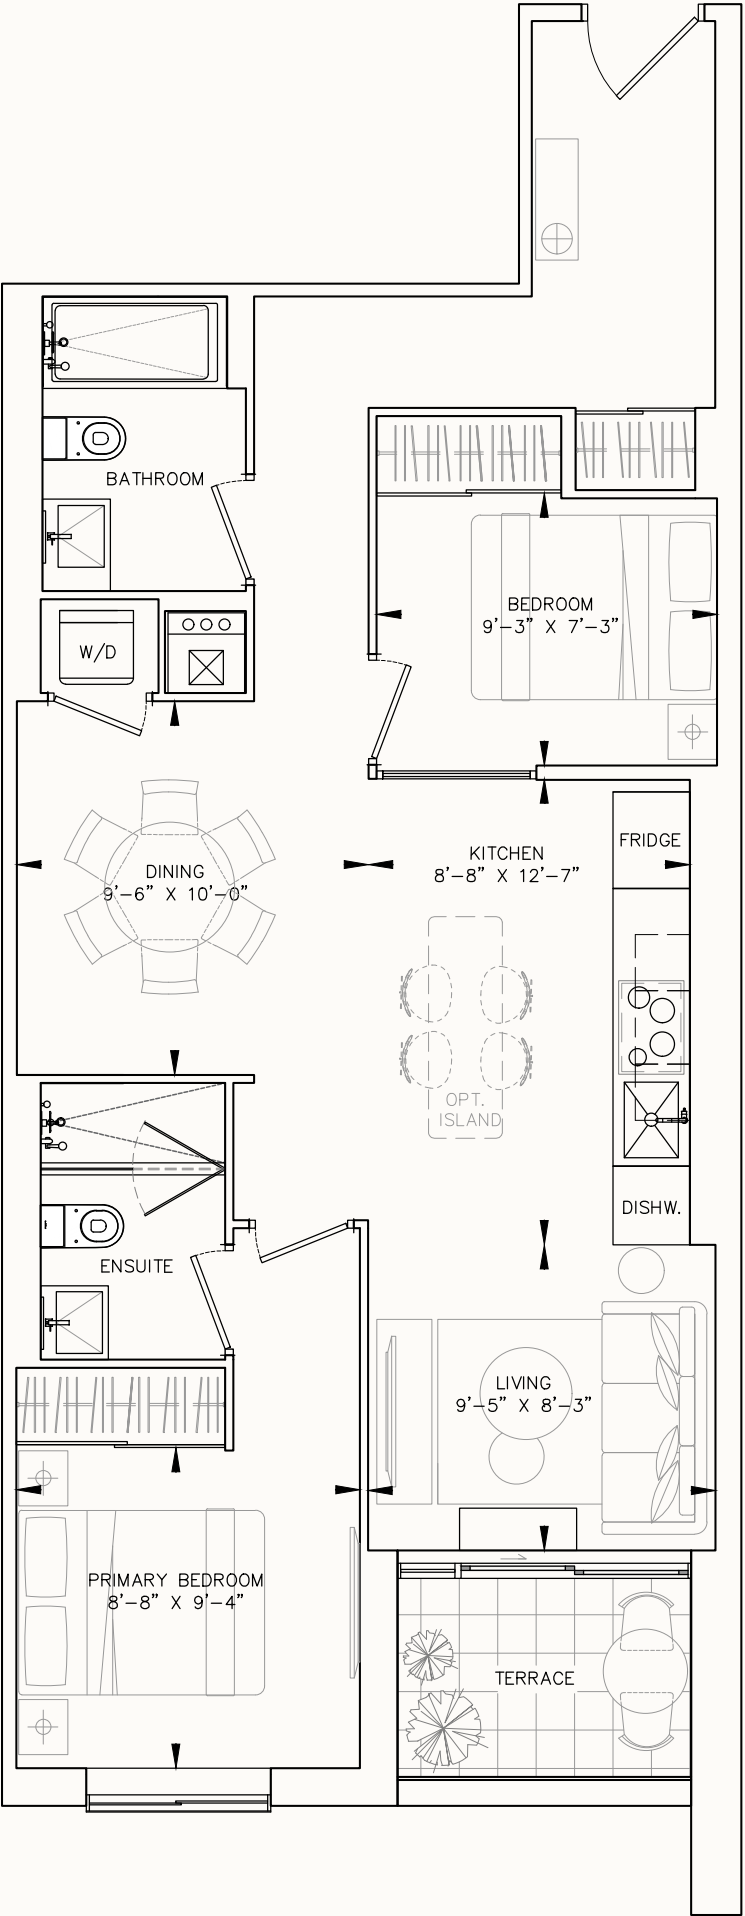 BATHROOM
BEDROOM
9'-3" X 7'-3"
W/D
FRIDGE
KITCHEN
8'-8" X 12'-7"
DINING
9'-6" X 10'-0"
OPT.
ISLAND
DISHW.
ENSUITE
LIVING
9'-5" X 8'-3"
PRIMARY BEDROOM
8'-8" X 9'-4"
TERRACE